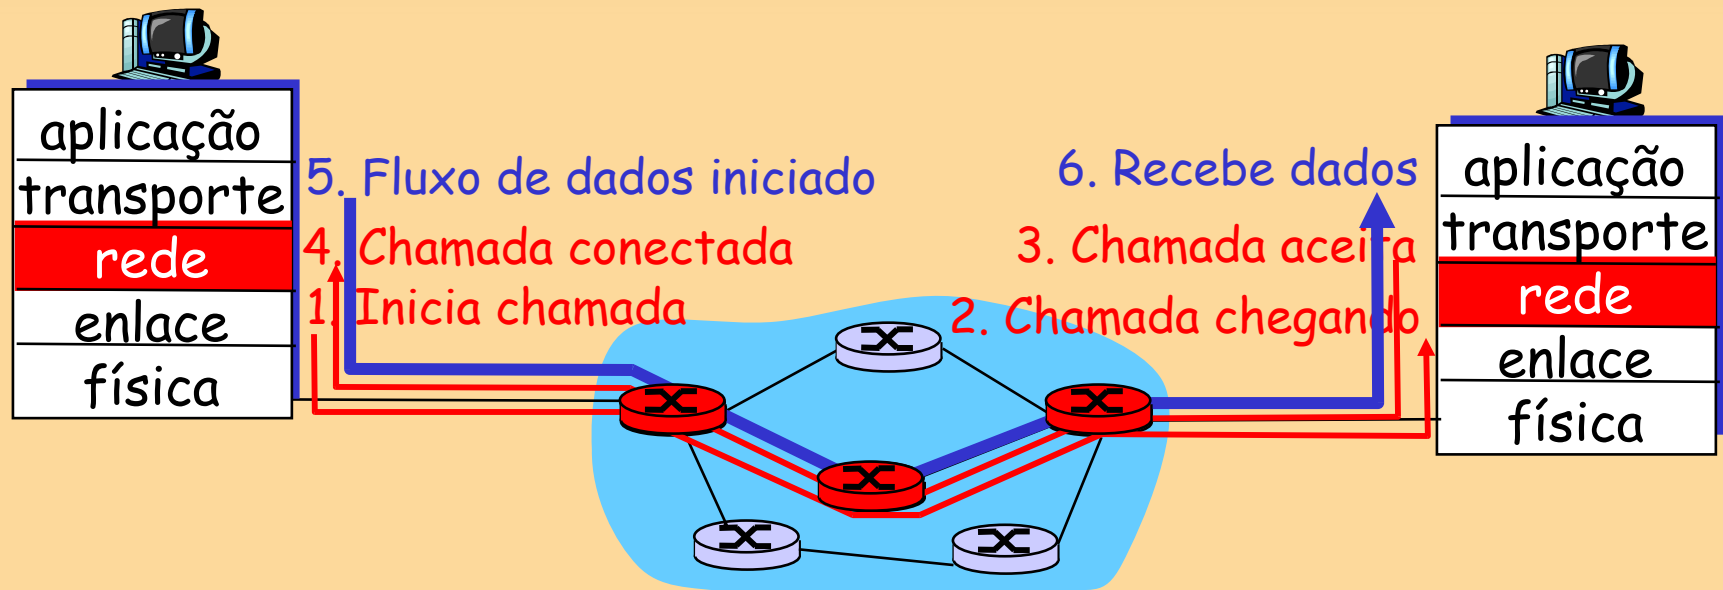 aplicação
transporte
rede
enlace
física
5. Fluxo de dados iniciado
4. Chamada conectada
1. Inicia chamada
6. Recebe dados
3. Chamada aceita
2. Chamada chegando
aplicação
transporte
rede
enlace
física